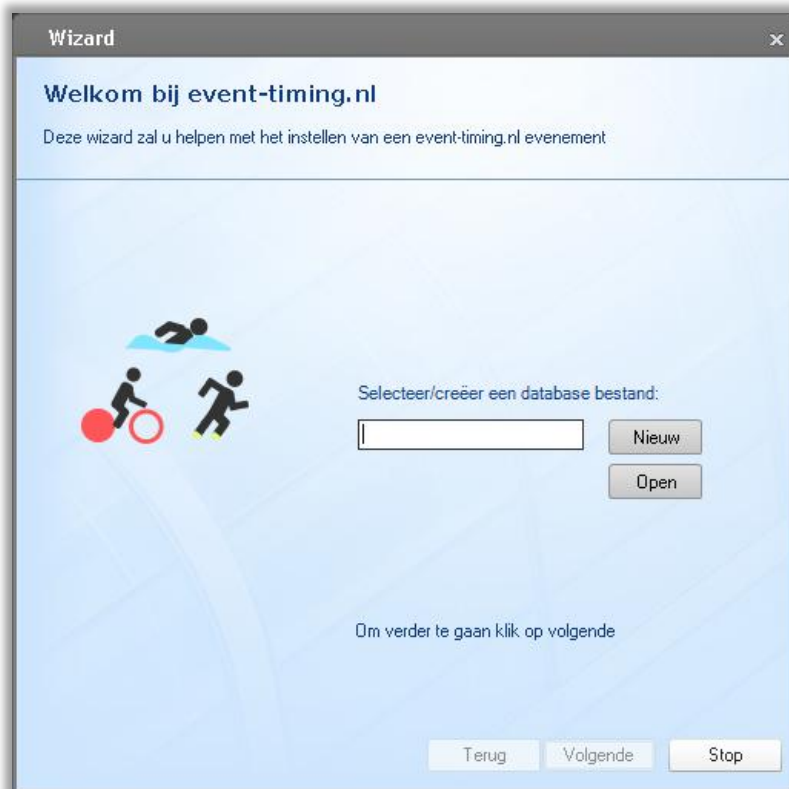 Wizard
x
Welkom bij event-timing.nl
Deze wizard zal u helpen met het instellen van een event-timing.nl evenement
Selecteer/creëer een database bestand:
Nieuw
Open
Om verder te gaan klik op volgende
Terug
Volgende
Stop